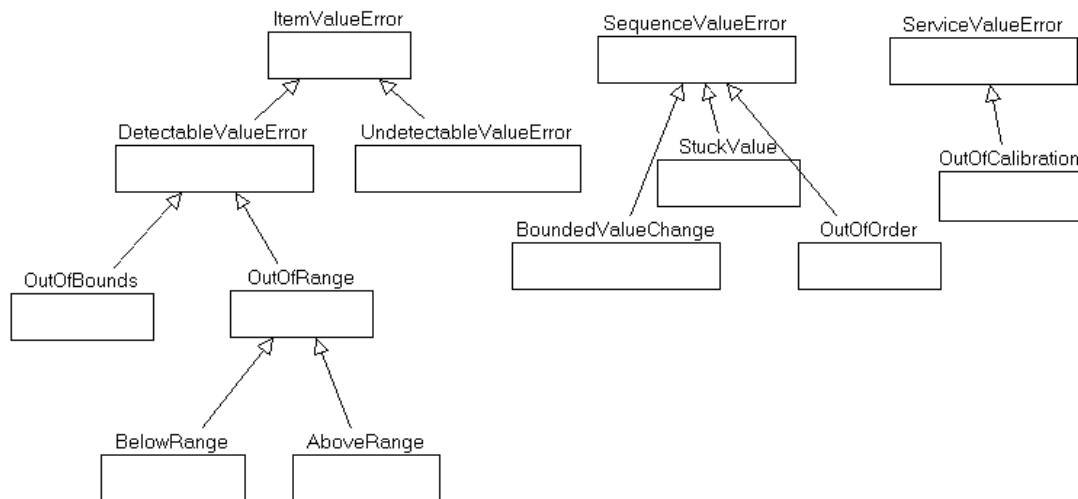 ItemValueError
SequenceValueError
ServiceValueError
DetectableValueError
UndetectableValueError
StuckValue
OutOfCalibration
BoundedValueChange
OutOfOrder
OutOfBounds
OutOfRange
BelowRange
AboveRange